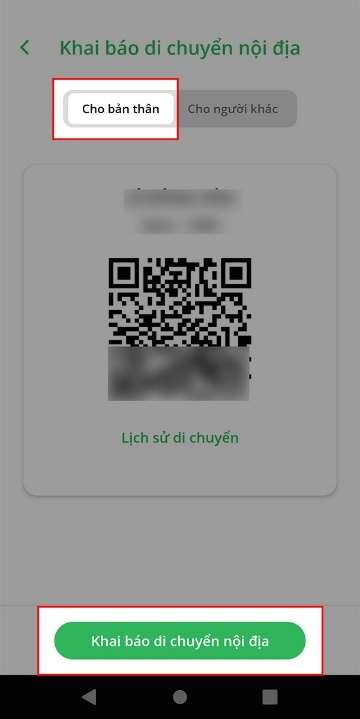 Khai báo di chuyển nội địa
Cho bản thân
Cho người khác
Lịch sử di chuyển
Khai báo di chuyển nội địa